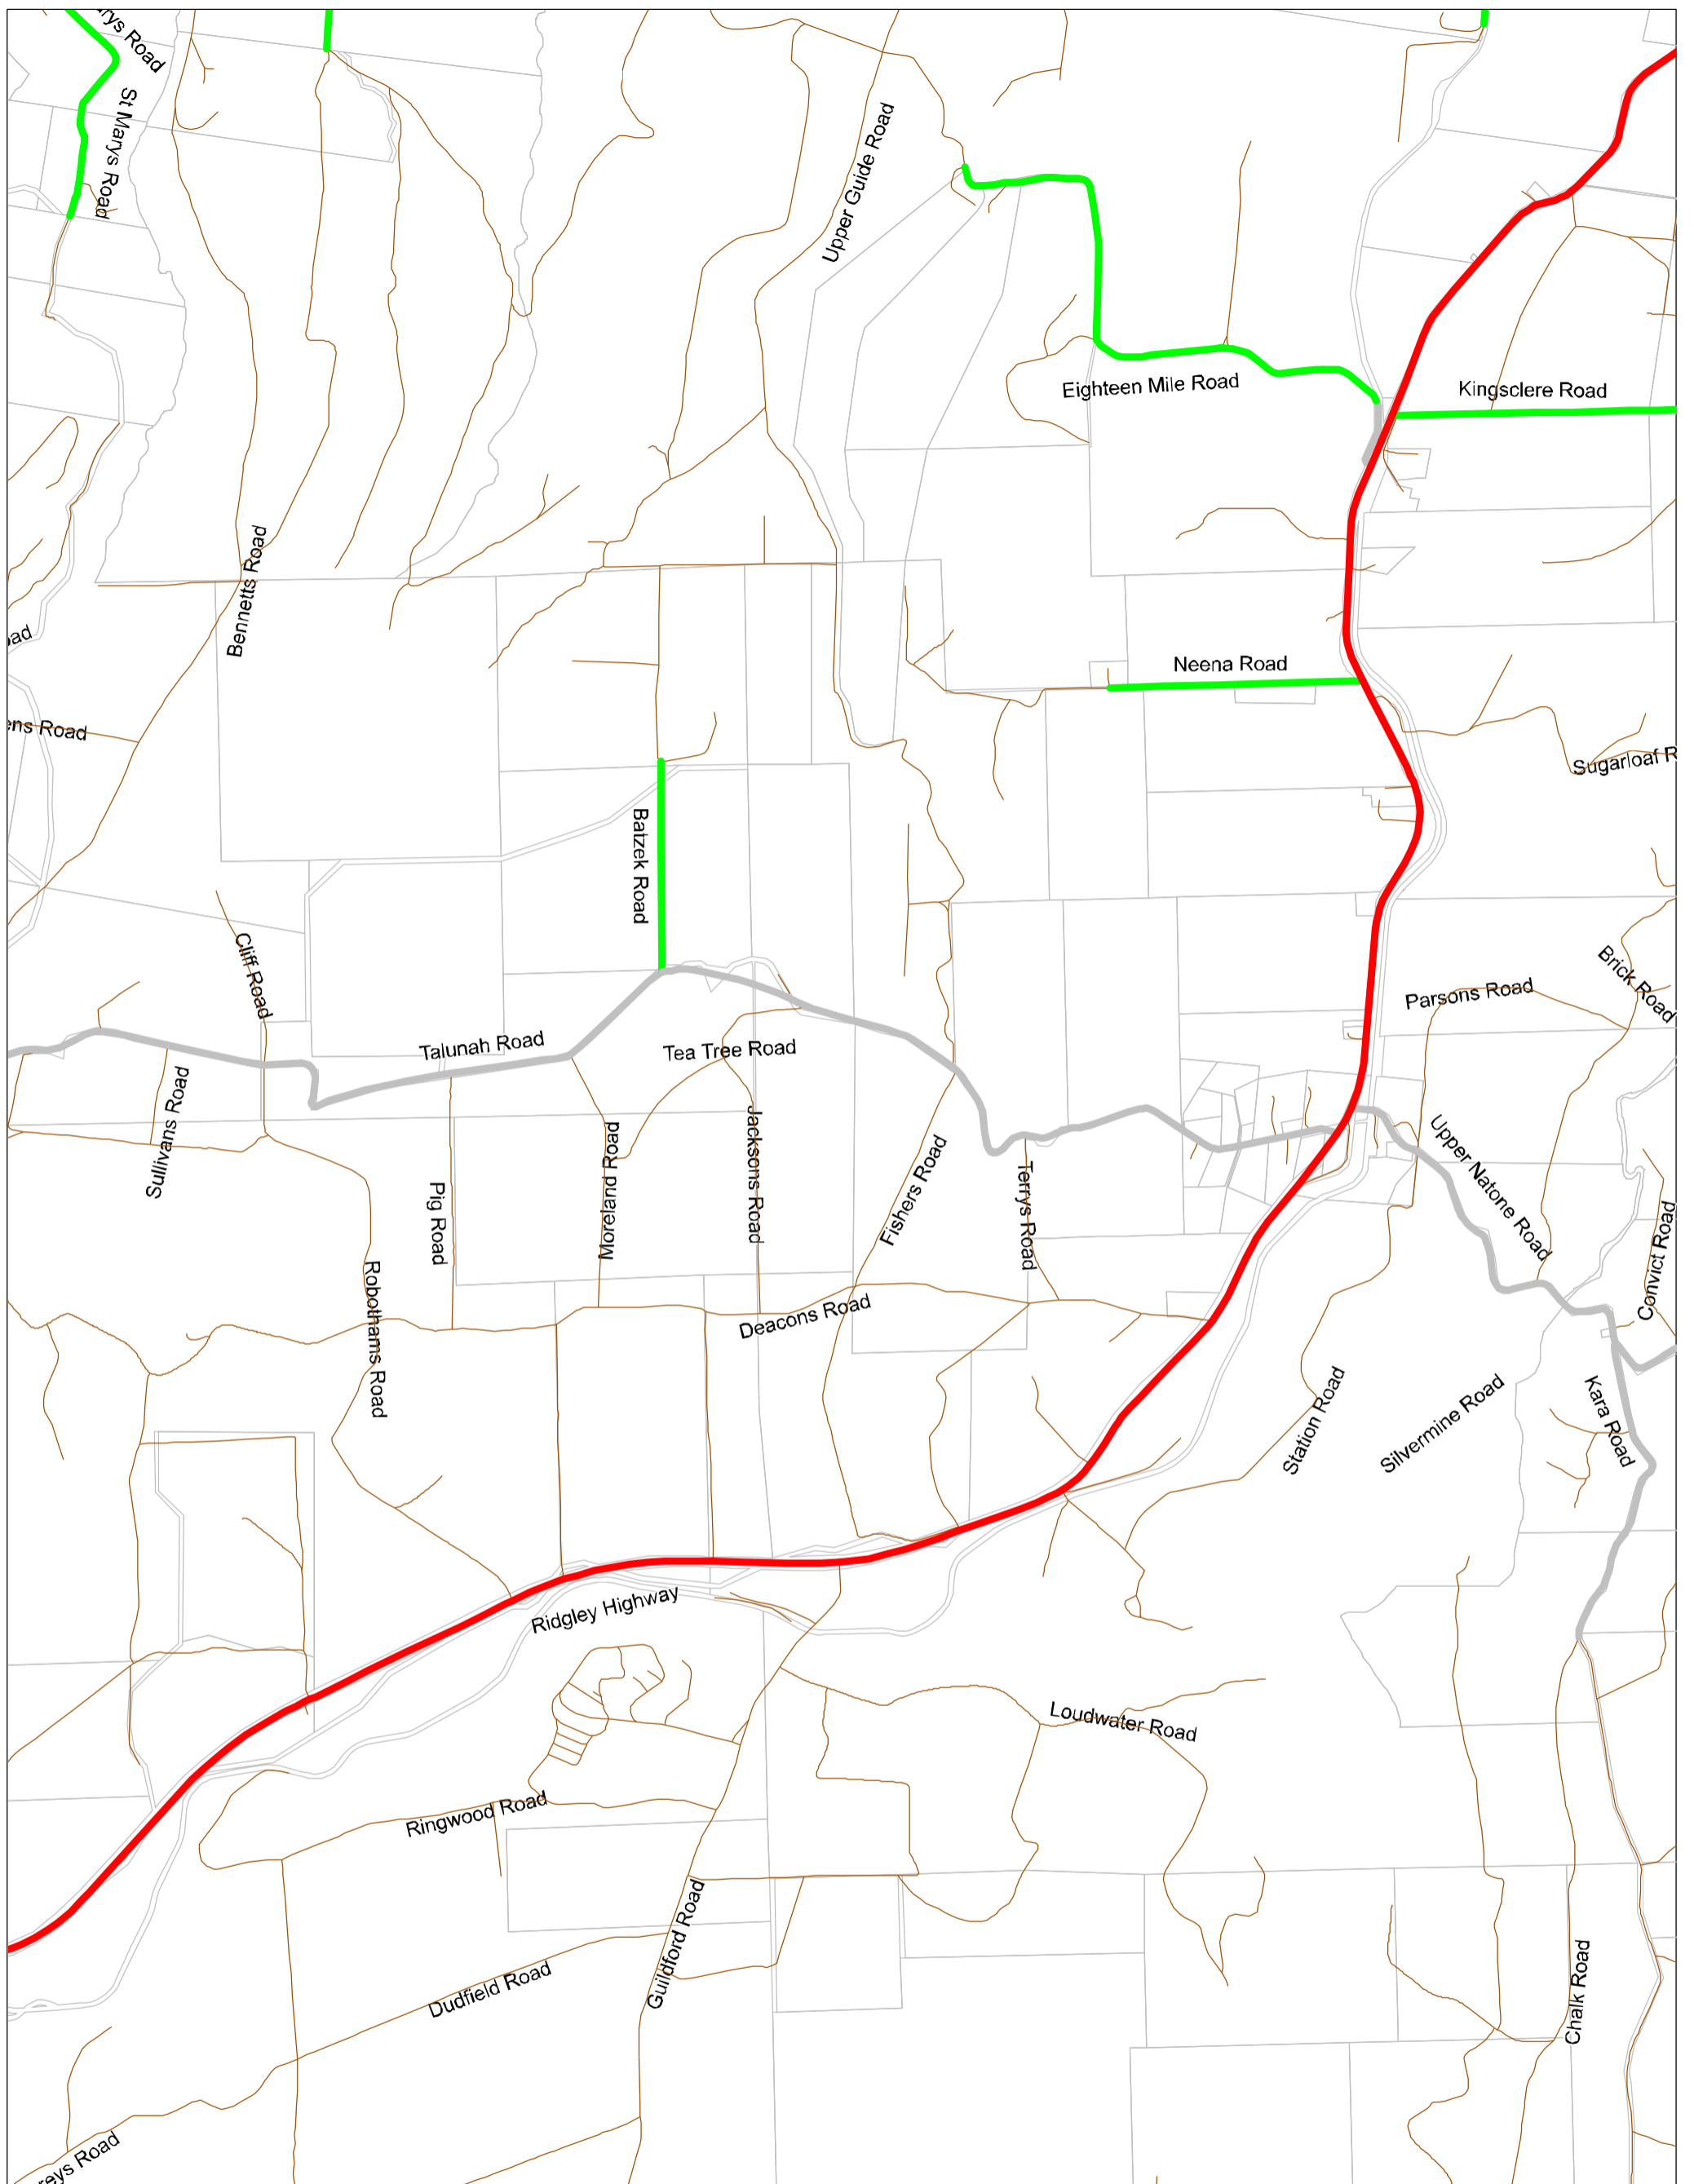 St Marys Road
Upper Guide Road
Eighteen Mile Road
Kingsclere Road
Bennetts Road
Neena Road
Batzek Road
Cliff Road
Brick Road
Parsons Road
Talunah Road
Tea Tree Road
Sullivans Road
Pig Road
Moreland Road
Jacksons Road
Fishers Road
Terrys Road
Upper Natone Road
Convict Road
Robothams Road
Deacons Road
Station Road
Silvermine Road
Kara Road
Ridgley Highway
Loudwater Road
Ringwood Road
Guildford Road
Dudfield Road
Chalk Road